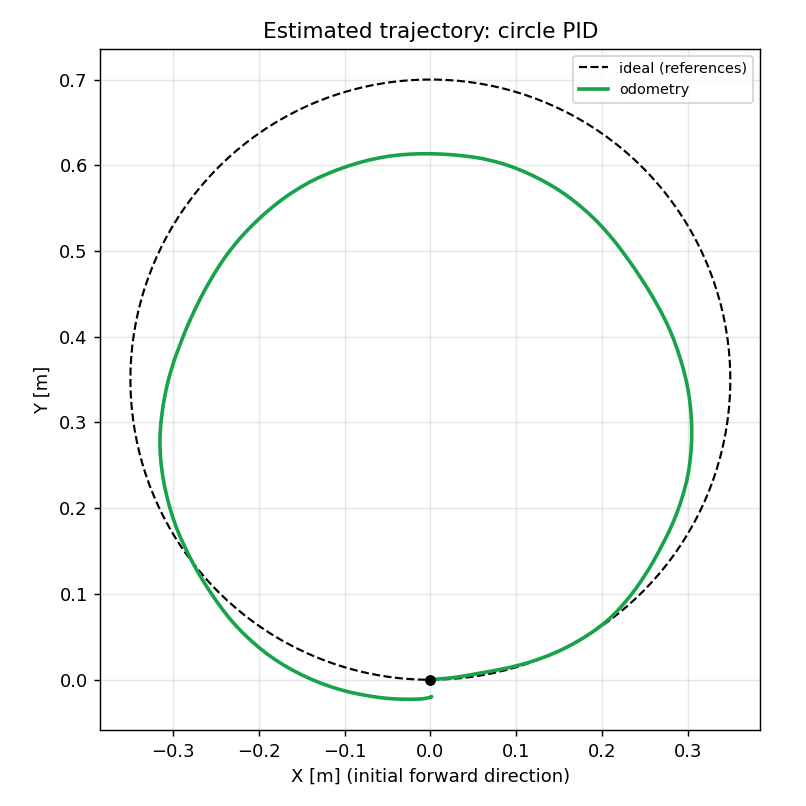 Estimated trajectory: circle PID
ideal (references)
odometry
0.7
0.6
0.5
0.4
0.3
0.2
0.1
0.0
Y [m]
−0.3 −0.2 −0.1 0.0 0.1 0.2 0.3
X [m] (initial forward direction)